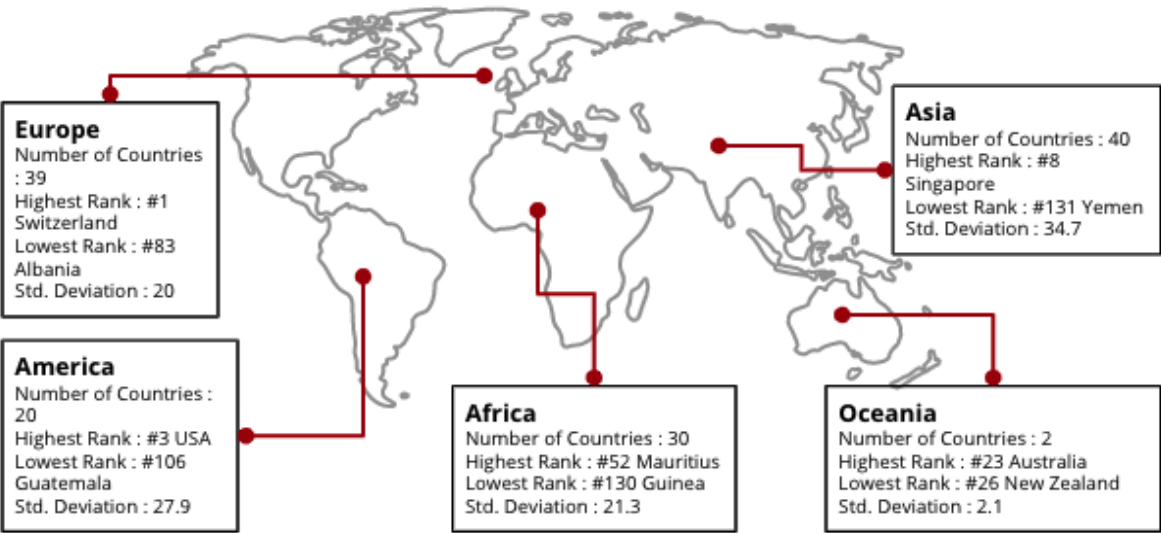 Europe
Number of Countries
: 39
Highest Rank : #1
Switzerland
Lowest Rank : #83
Albania
Std. Deviation : 20
Asia
Number of Countries : 40
Highest Rank : #8
Singapore
Lowest Rank : #131 Yemen
Std. Deviation : 34.7
America
Number of Countries :
20
Highest Rank : #3 USA
Lowest Rank : #106
Guatemala
Std. Deviation : 27.9
Africa
Number of Countries : 30
Highest Rank : #52 Mauritius
Lowest Rank : #130 Guinea
Std. Deviation : 21.3
Oceania
Number of Countries : 2
Highest Rank : #23 Australia
Lowest Rank : #26 New Zealand
Std. Deviation : 2.1